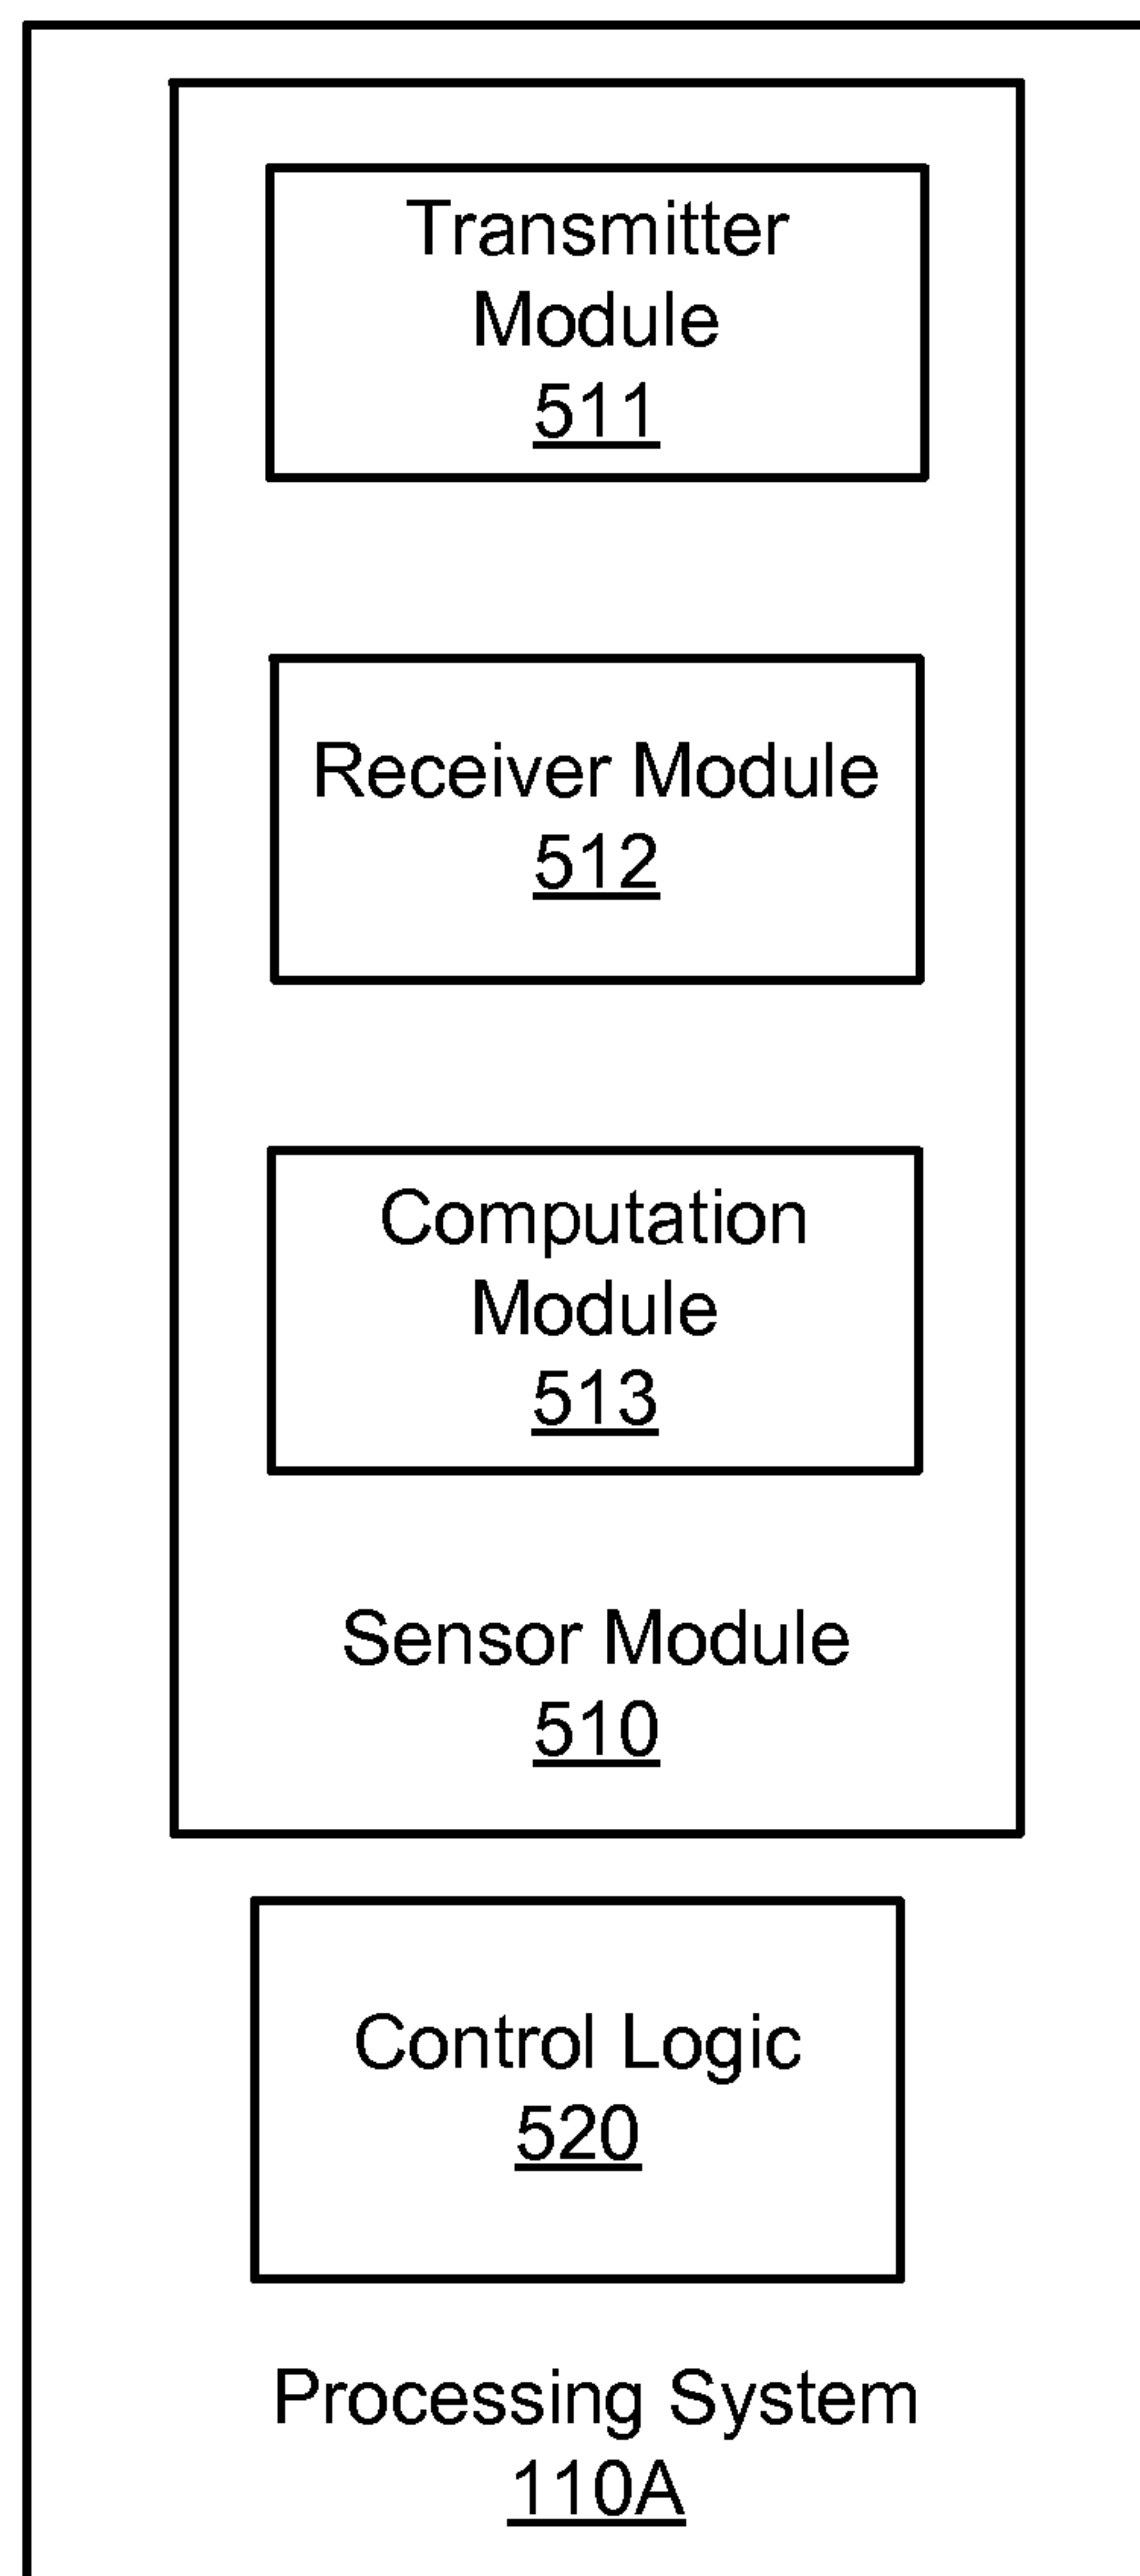 Transmitter
Module
511
Receiver Module
512
Computation
Module
513
Sensor Module
510
Control Logic
520
Processing System
110A